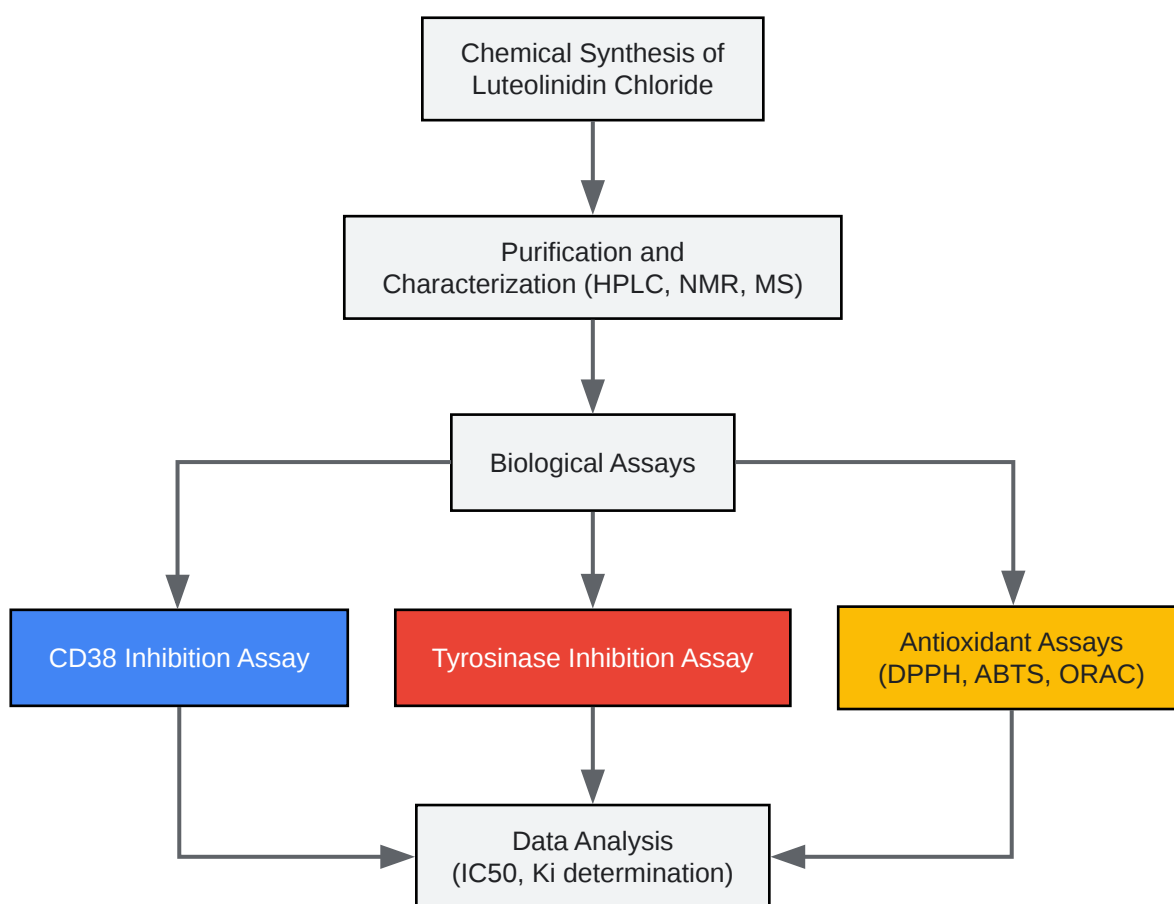 Chemical Synthesis of
Luteolinidin Chloride
Purification and
Characterization (HPLC, NMR, MS)
Biological Assays
CD38 Inhibition Assay
Tyrosinase Inhibition Assay
Antioxidant Assays
(DPPH, ABTS, ORAC)
Data Analysis
(IC50, Ki determination)